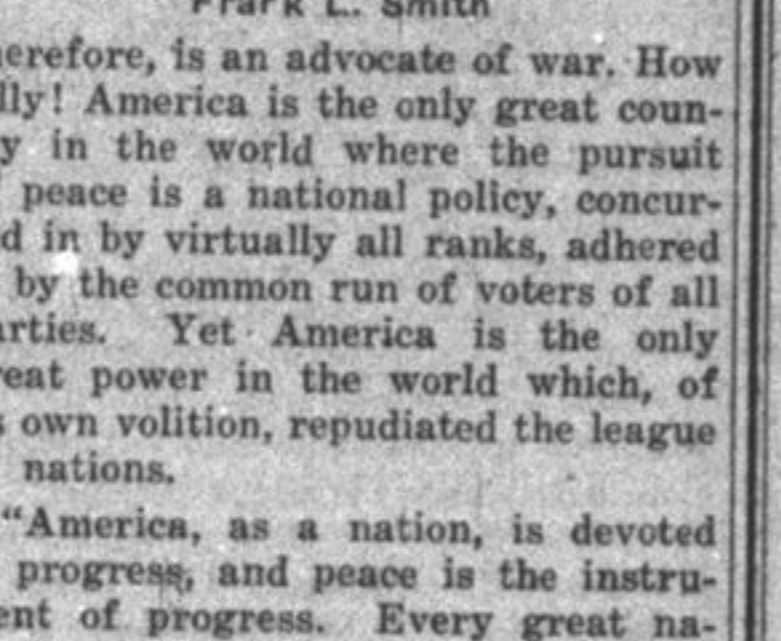 Frank L. Smith
herefore, is an advocate of war. How
lly! America is the only great coun-
y in the world where the pursuit
peace is a national policy, concur-
d in by virtually all ranks, adhered
by the common run of voters of all
arties. Yet America is the only
reat power in the world which, of
s own volition, repudiated the league
nations.
"America, as a nation, is devoted
progress, and peace is the instru-
ent of progress. Every great na-